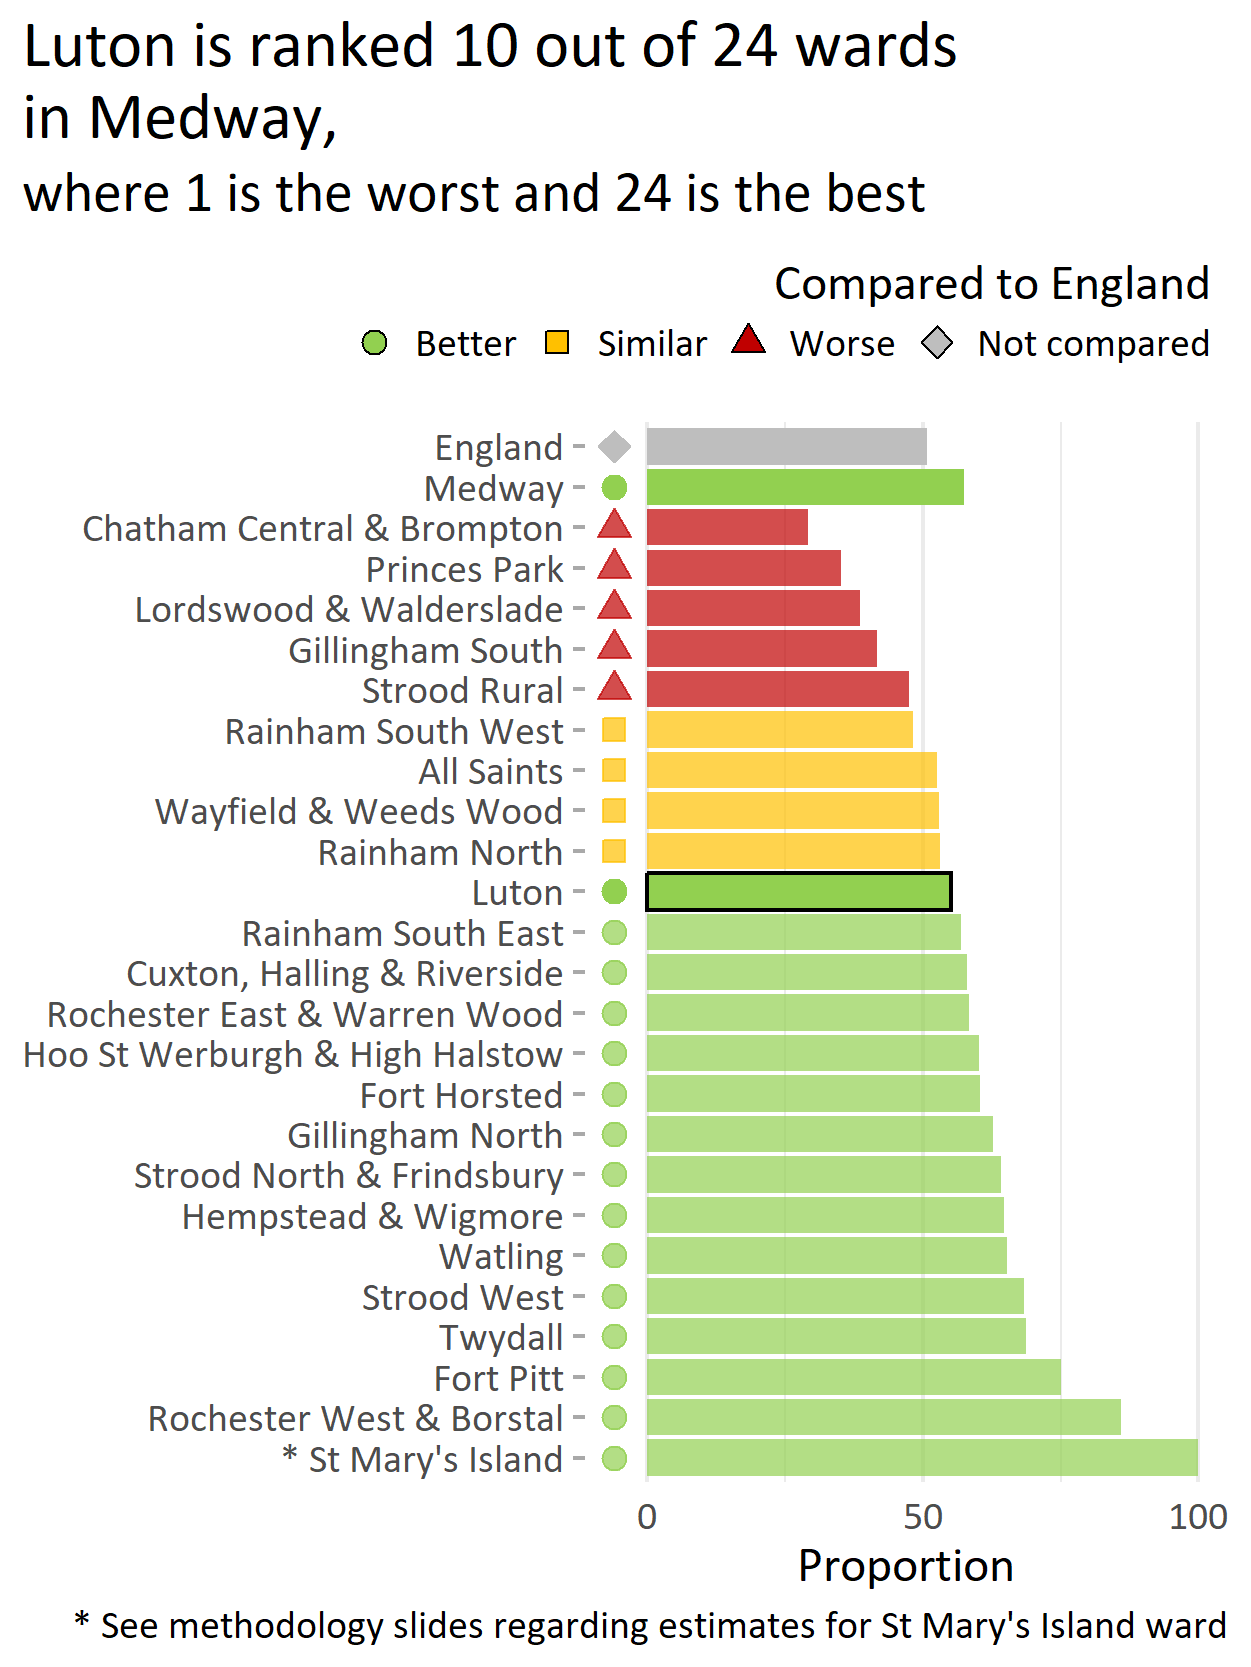 Luton is ranked 10 out of 24 wards
in Medway,
where 1 is the worst and 24 is the best
Compared to England
Better Similar Worse Not compared
England
Medway
Chatham Central & Brompton
Princes Park
Lordswood & Walderslade
Gillingham South
Strood Rural
Rainham South West
All Saints
Wayfield & Weeds Wood
Rainham North
Luton
Rainham South East
Cuxton, Halling & Riverside
Rochester East & Warren Wood
Hoo St Werburgh & High Halstow
Fort Horsted
Gillingham North
Strood North & Frindsbury
Hempstead & Wigmore
Watling
Strood West
Twydall
Fort Pitt
Rochester West & Borstal
* St Mary's Island
0 50 100
Proportion
* See methodology slides regarding estimates for St Mary's Island ward